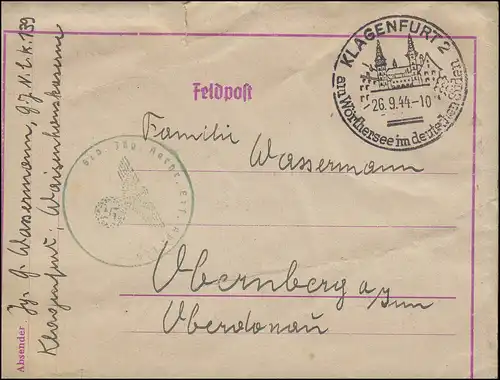 KLAGENFURT 2
26.9.44-10
am Wörthersee im deutschen Süden
Feldpost
Familie
Wassermann
Obernberg a/Inn
Oberdonau
Absender
Wassermann,
Klagenfurt, Waisenhauskaserne